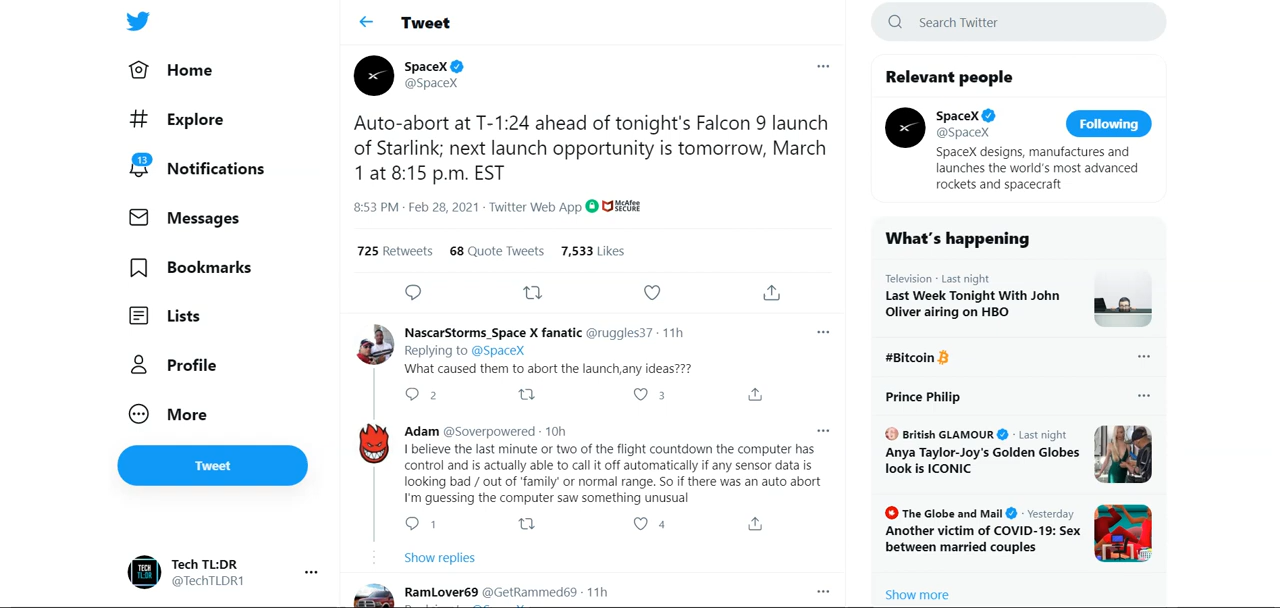 Home
Explore
13
Notifications
Messages
Bookmarks
Lists
Profile
More
Tweet
Tech TL:DR
@TechTLDR1
TECH
TL:DR
Tweet
SpaceX
@SpaceX
Auto-abort at T-1:24 ahead of tonight's Falcon 9 launch
of Starlink; next launch opportunity is tomorrow, March
1 at 8:15 p.m. EST
8:53 PM · Feb 28, 2021 · Twitter Web App McAfee SECURE
725 Retweets 68 Quote Tweets 7,533 Likes
NascarStorms_Space X fanatic @ruggles37 · 11h
Replying to @SpaceX
What caused them to abort the launch,any ideas???
2 3
Adam @Soverpowered · 10h
I believe the last minute or two of the flight countdown the computer has
control and is actually able to call it off automatically if any sensor data is
looking bad / out of 'family' or normal range. So if there was an auto abort
I'm guessing the computer saw something unusual
1 4
Show replies
RamLover69 @GetRammed69 · 11h
Search Twitter
Relevant people
SpaceX
@SpaceX
Following
SpaceX designs, manufactures and
launches the world's most advanced
rockets and spacecraft
What's happening
Television · Last night
Last Week Tonight With John
Oliver airing on HBO
#Bitcoin
Prince Philip
British GLAMOUR · Last night
Anya Taylor-Joy's Golden Globes
look is ICONIC
The Globe and Mail · Yesterday
Another victim of COVID-19: Sex
between married couples
Show more